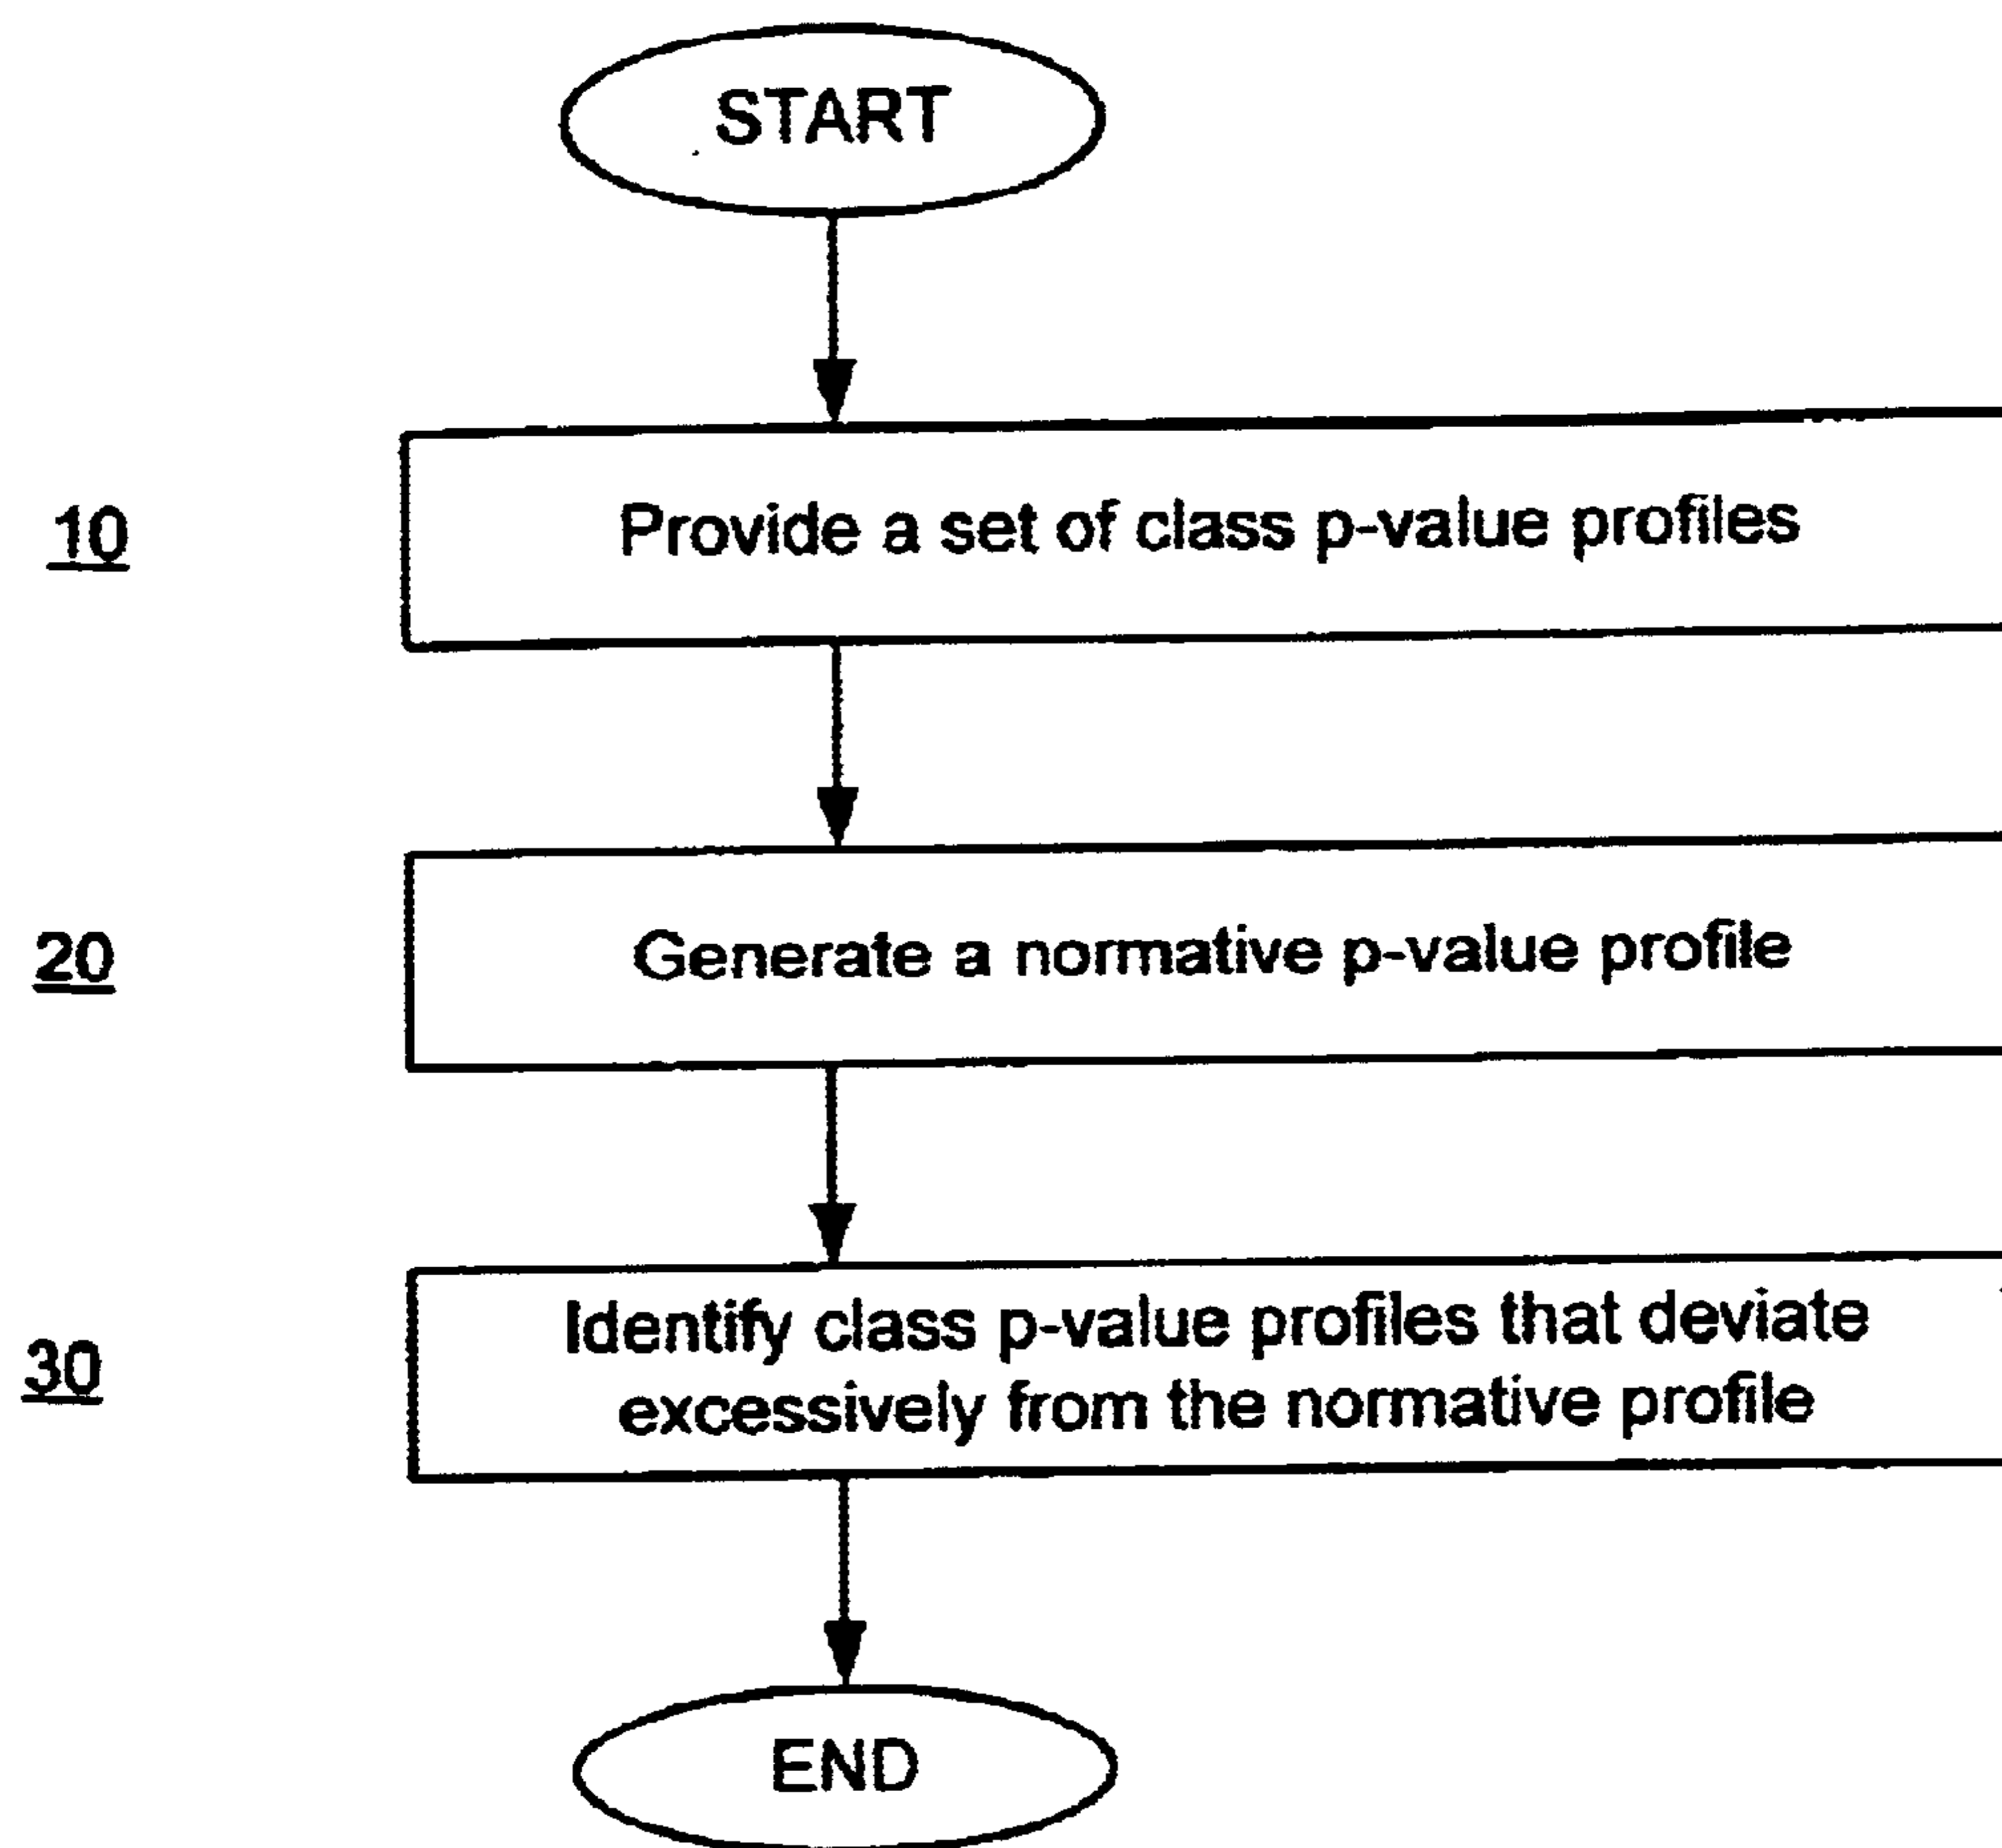 START
10
Provide a set of class p-value profiles
20
Generate a normative p-value profile
30
Identify class p-value profiles that deviate
excessively from the normative profile
END